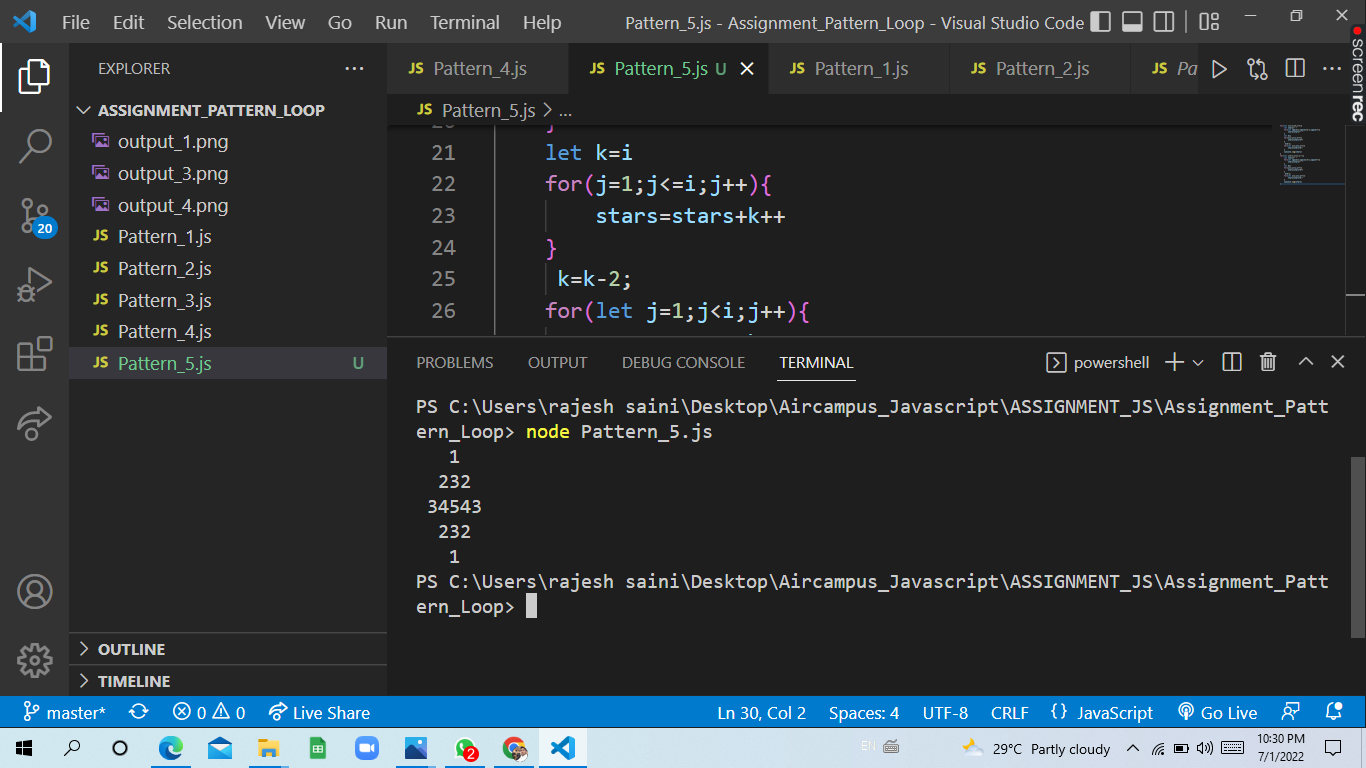 File Edit Selection View Go Run Terminal Help Pattern_5.js - Assignment_Pattern_Loop - Visual Studio Code
screenrec
EXPLORER ...
ASSIGNMENT_PATTERN_LOOP
output_1.png
output_3.png
output_4.png
JS Pattern_1.js
JS Pattern_2.js
JS Pattern_3.js
JS Pattern_4.js
JS Pattern_5.js U
20
OUTLINE
TIMELINE
JS Pattern_4.js JS Pattern_5.js U JS Pattern_1.js JS Pattern_2.js JS Pa ...
JS Pattern_5.js > ...
20 }
21 let k=i
22 for(j=1;j<=i;j++){
23 stars=stars+k++
24 }
25 k=k-2;
26 for(let j=1;j<i;j++){
PROBLEMS OUTPUT DEBUG CONSOLE TERMINAL powershell
PS C:\Users\rajesh saini\Desktop\Aircampus_Javascript\ASSIGNMENT_JS\Assignment_Patt
ern_Loop> node Pattern_5.js
1
232
34543
232
1
PS C:\Users\rajesh saini\Desktop\Aircampus_Javascript\ASSIGNMENT_JS\Assignment_Patt
ern_Loop>
master* 0 0 Live Share Ln 30, Col 2 Spaces: 4 UTF-8 CRLF {} JavaScript Go Live
2 EN 29°C Partly cloudy 10:30 PM
7/1/2022